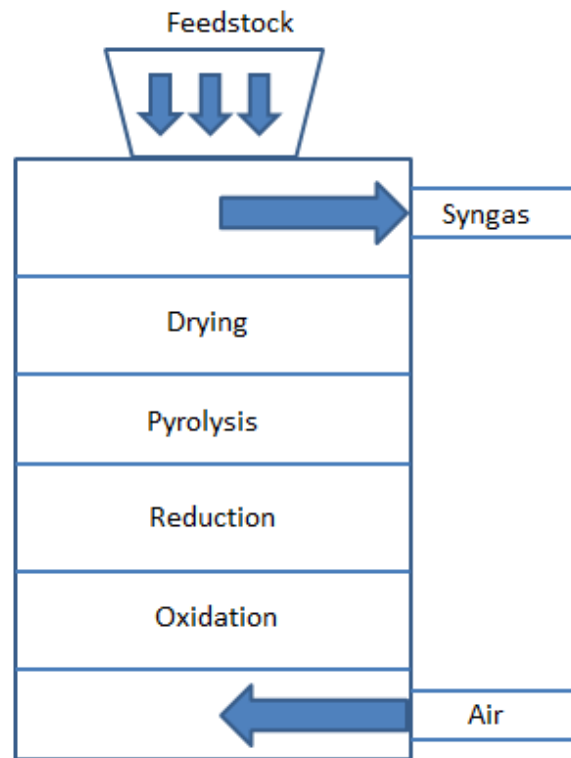 Feedstock
Syngas
Drying
Pyrolysis
Reduction
Oxidation
Air